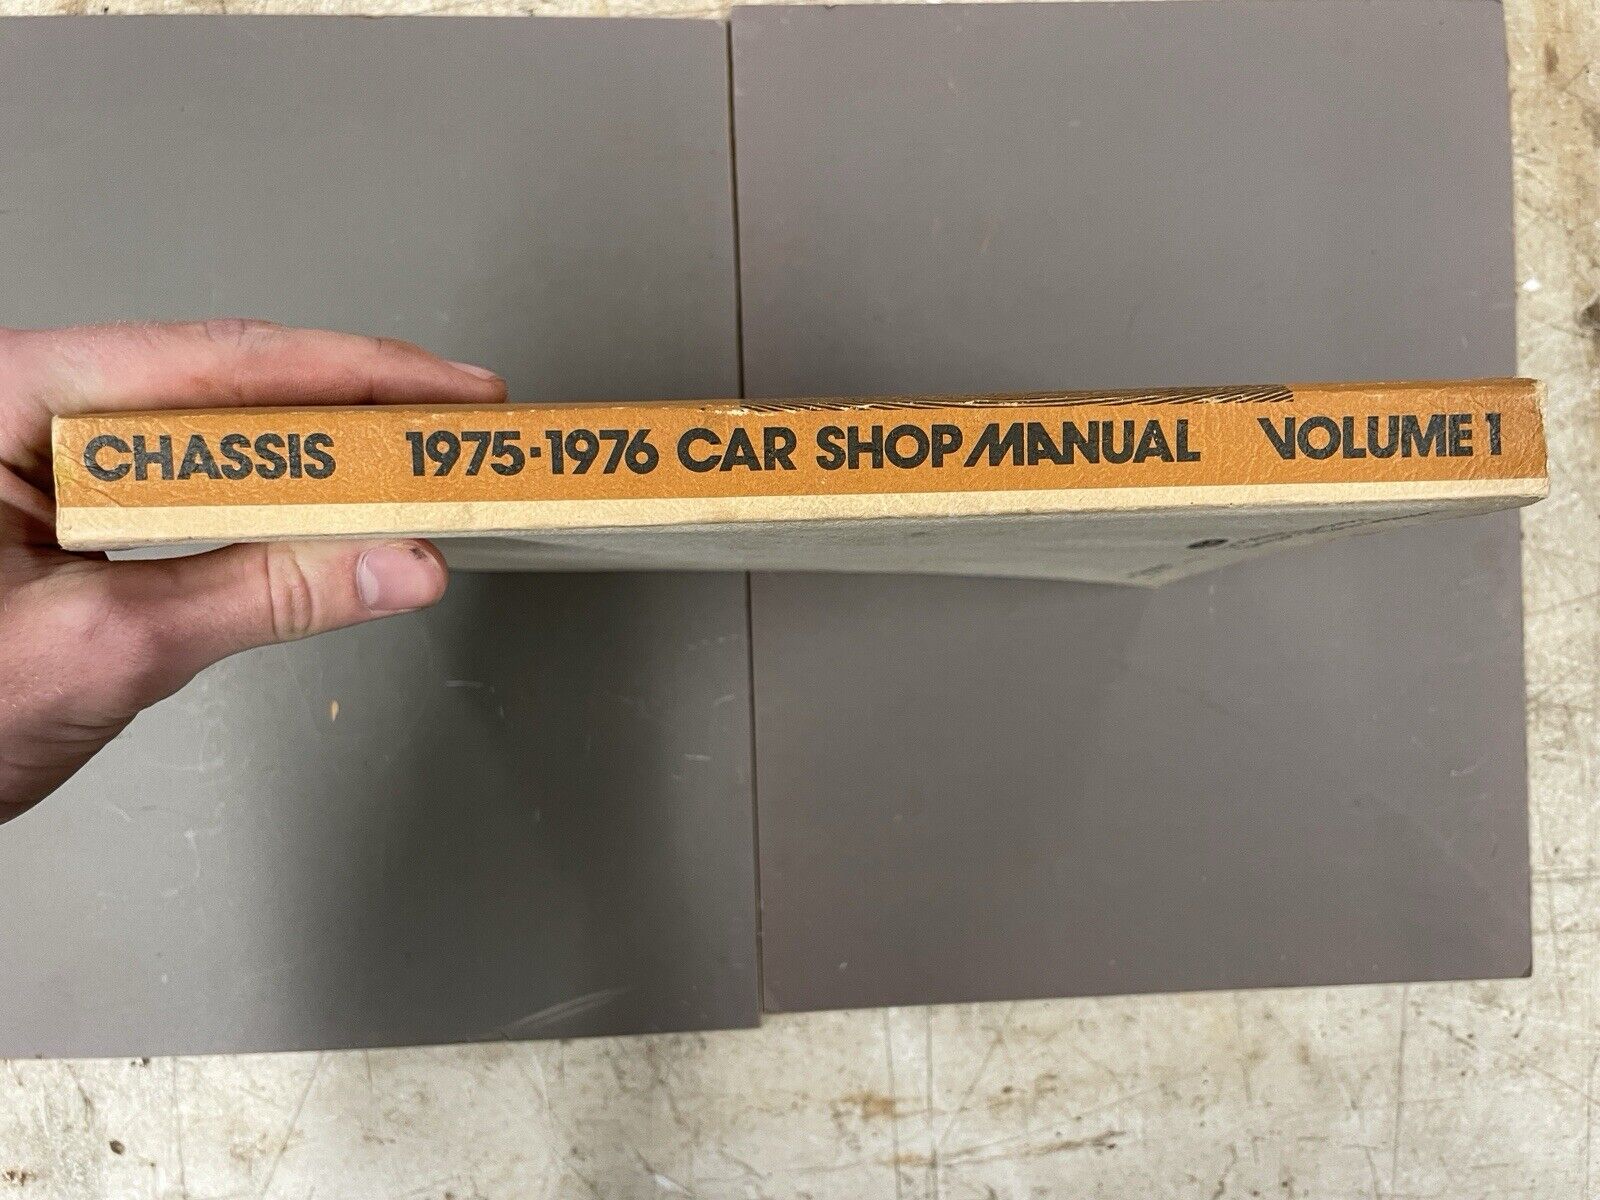 CHASSIS 1975·1976 CAR SHOP MANUAL VOLUME 1